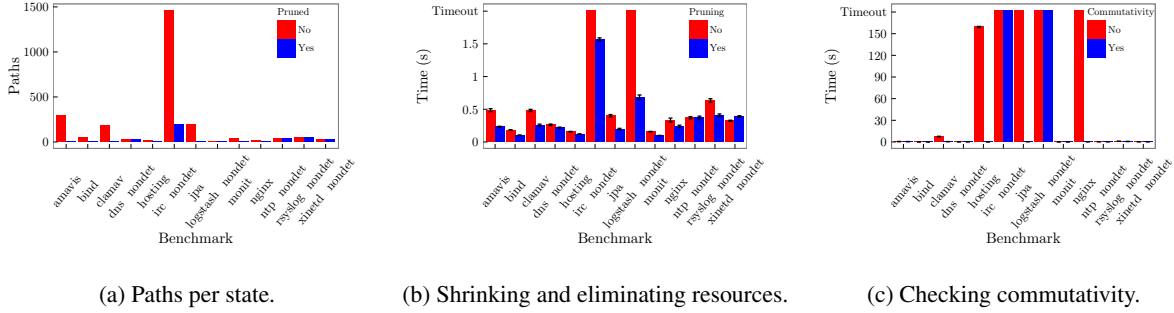 1500
1000
500
0
Paths
Pruned
No
Yes
amavis
bind
clamav
dns nondet
hosting
irc nondet
jpa
logstash nondet
monit
nginx
ntp nondet
rsyslog nondet
xinetd nondet
Benchmark
(a) Paths per state.
Timeout
1.5
1
0.5
0
Time (s)
Pruning
No
Yes
amavis
bind
clamav
dns nondet
hosting
irc nondet
jpa
logstash nondet
monit
nginx
ntp nondet
rsyslog nondet
xinetd nondet
Benchmark
(b) Shrinking and eliminating resources.
Timeout
150
120
90
60
30
0
Time (s)
Commutativity
No
Yes
amavis
bind
clamav
dns nondet
hosting
irc nondet
jpa
logstash nondet
monit
nginx
ntp nondet
rsyslog nondet
xinetd nondet
Benchmark
(c) Checking commutativity.